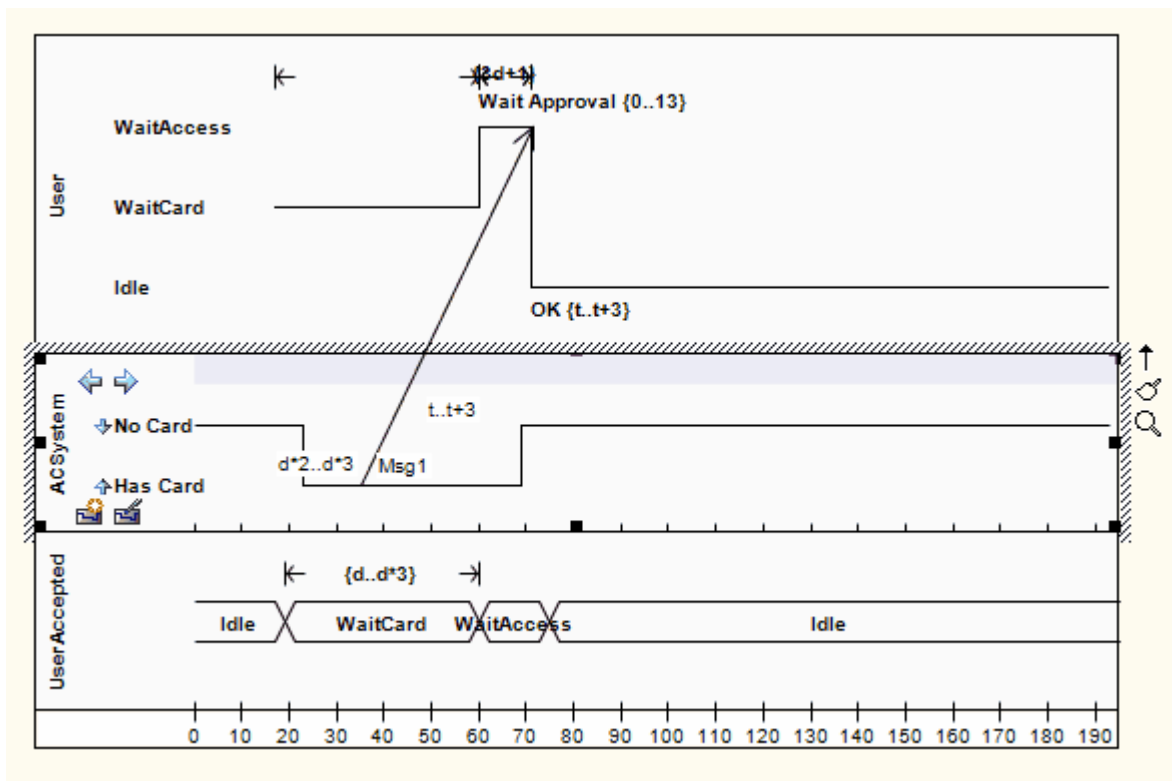 {3d+1}
Wait Approval {0..13}
WaitAccess
User
WaitCard
Idle
OK {t..t+3}
ACSystem
t..t+3
No Card
d*2..d*3
Msg1
Has Card
UserAccepted
{d..d*3}
Idle
WaitCard
WaitAccess
Idle
0 10 20 30 40 50 60 70 80 90 100 110 120 130 140 150 160 170 180 190